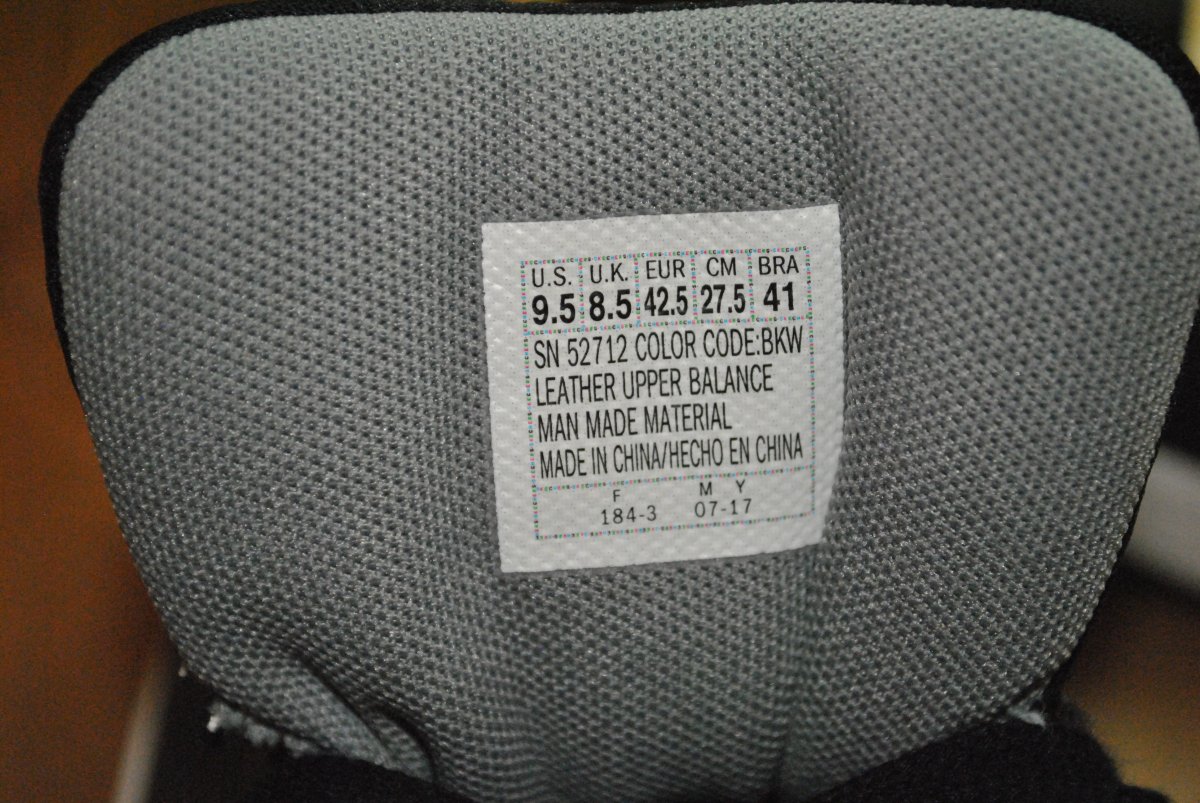 U.S. U.K. EUR CM BRA
9.5 8.5 42.5 27.5 41
SN 52712 COLOR CODE:BKW
LEATHER UPPER BALANCE
MAN MADE MATERIAL
MADE IN CHINA/HECHO EN CHINA
F M Y
184-3 07-17